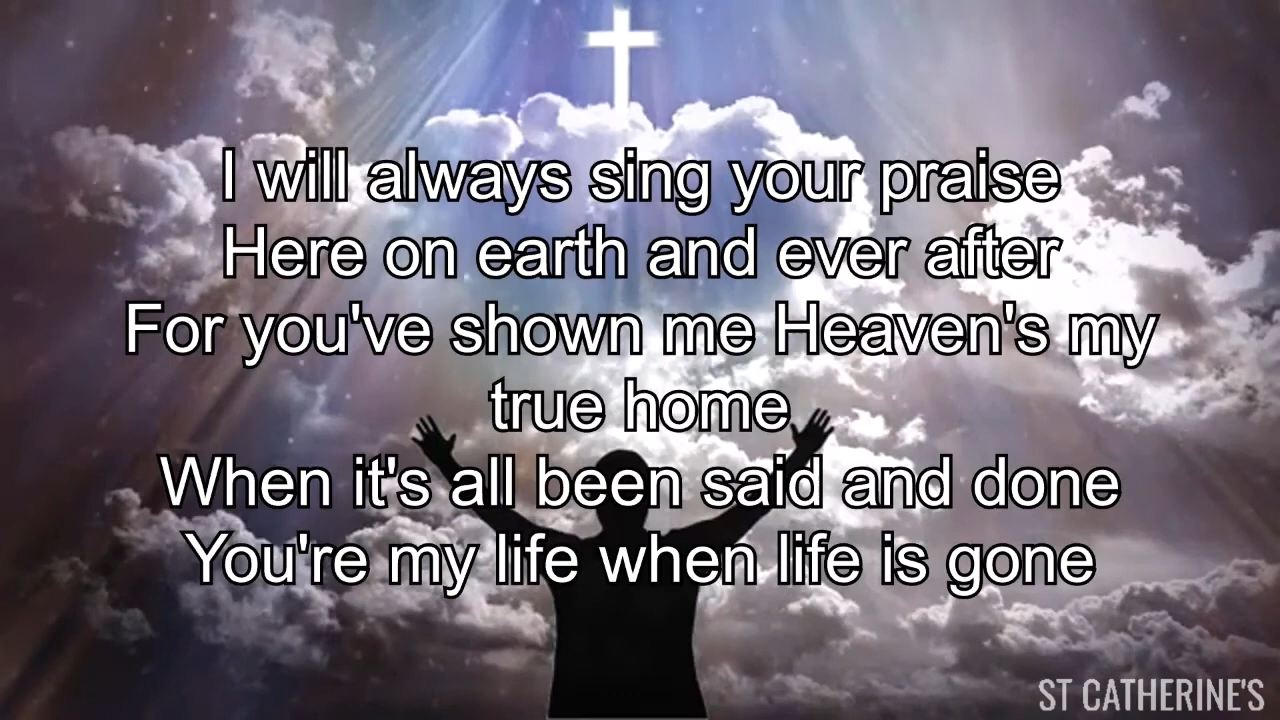 I will always sing your praise
Here on earth and ever after
For you've shown me Heaven's my
true home
When it's all been said and done
You're my life when life is gone
ST CATHERINE'S